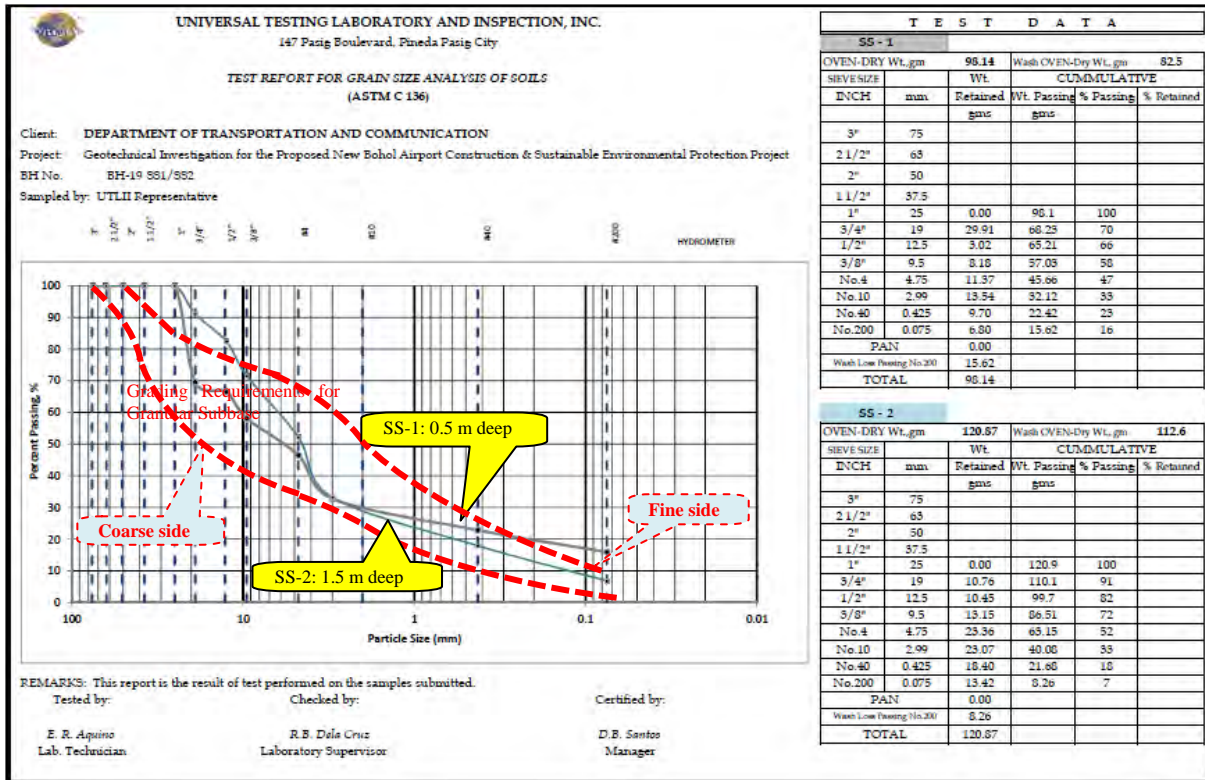 UNIVERSAL TESTING LABORATORY AND INSPECTION, INC.
147 Pasig Boulevard, Pineda Pasig City
TEST REPORT FOR GRAIN SIZE ANALYSIS OF SOILS
(ASTM C 136)
Client: DEPARTMENT OF TRANSPORTATION AND COMMUNICATION
Project: Geotechnical Investigation for the Proposed New Bohol Airport Construction & Sustainable Environmental Protection Project
BH No. BH-19 SS1/SS2
Sampled by: UTLII Representative
3" 2 1/2" 2" 1 1/2" 1" 3/4" 1/2" 3/8" #4 #10 #40 #200 HYDROMETER
Percent Passing, %
100
90
80
70
60
50
40
30
20
10
0
Grading Requirements for
Granular Subbase
SS-1: 0.5 m deep
Coarse side
Fine side
SS-2: 1.5 m deep
100 10 1 0.1 0.01
Particle Size (mm)
REMARKS: This report is the result of test performed on the samples submitted.
Tested by: Checked by: Certified by:
E. R. Aquino R.B. Dela Cruz D.B. Santos
Lab. Technician Laboratory Supervisor Manager
T E S T D A T A
SS - 1
OVEN-DRY Wt.,gm 98.14 Wash OVEN-Dry Wt., gm 82.5
SIEVE SIZE Wt. CUMMULATIVE
INCH mm Retained Wt. Passing % Passing % Retained
gms gms
3" 75
2 1/2" 63
2" 50
1 1/2" 37.5
1" 25 0.00 98.1 100
3/4" 19 29.91 68.23 70
1/2" 12.5 3.02 65.21 66
3/8" 9.5 8.18 57.03 58
No.4 4.75 11.37 45.66 47
No.10 2.99 13.54 32.12 33
No.40 0.425 9.70 22.42 23
No.200 0.075 6.80 15.62 16
PAN 0.00
Wash Loss Passing No.200 15.62
TOTAL 98.14
SS - 2
OVEN-DRY Wt.,gm 120.87 Wash OVEN-Dry Wt., gm 112.6
SIEVE SIZE Wt. CUMMULATIVE
INCH mm Retained Wt. Passing % Passing % Retained
gms gms
3" 75
2 1/2" 63
2" 50
1 1/2" 37.5
1" 25 0.00 120.9 100
3/4" 19 10.76 110.1 91
1/2" 12.5 10.45 99.7 82
3/8" 9.5 13.15 86.51 72
No.4 4.75 23.36 63.15 52
No.10 2.99 23.07 40.08 33
No.40 0.425 18.40 21.68 18
No.200 0.075 13.42 8.26 7
PAN 0.00
Wash Loss Passing No.200 8.26
TOTAL 120.87